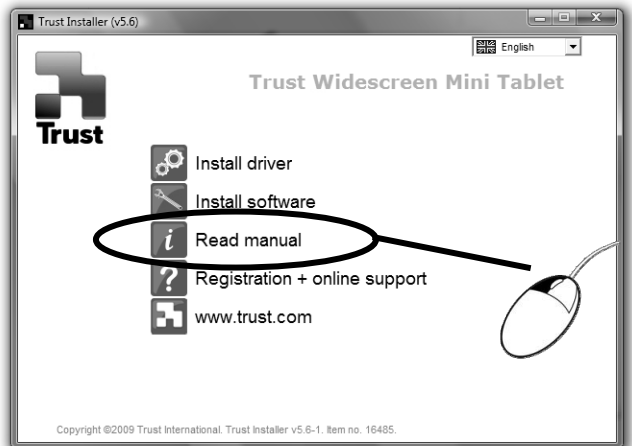 Trust Installer (v5.6)
English
Trust Widescreen Mini Tablet
Trust
Install driver
Install software
Read manual
Registration + online support
www.trust.com
Copyright ©2009 Trust International. Trust Installer v5.6-1. Item no. 16485.